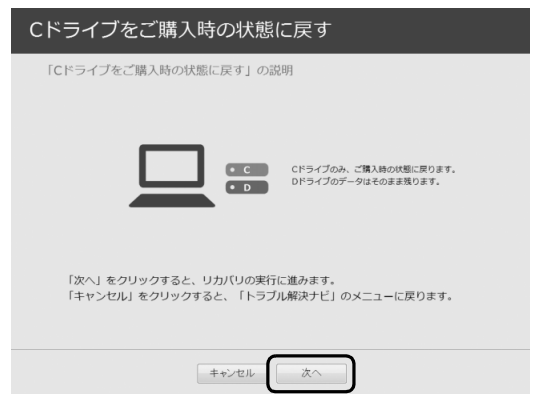 Cドライブをご購入時の状態に戻す
「Cドライブをご購入時の状態に戻す」の説明
C
D
Cドライブのみ、ご購入時の状態に戻ります。
Dドライブのデータはそのまま残ります。
「次へ」をクリックすると、リカバリの実行に進みます。
「キャンセル」をクリックすると、「トラブル解決ナビ」のメニューに戻ります。
キャンセル 次へ